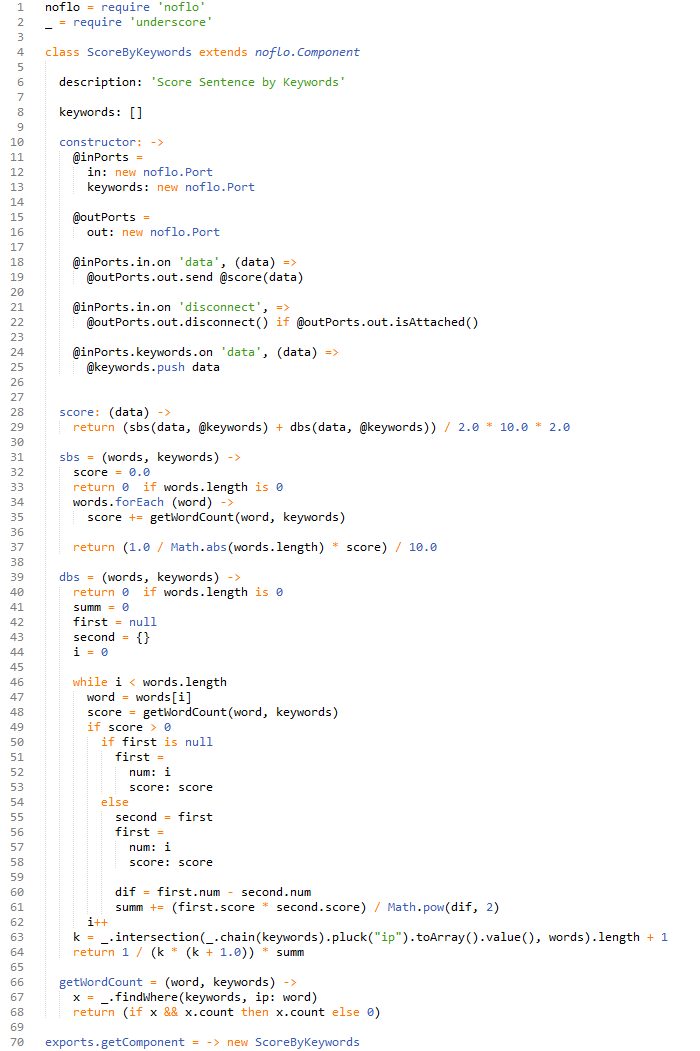 1 noflo = require 'noflo'
2 _ = require 'underscore'
3
4 class ScoreByKeywords extends noflo.Component
5
6   description: 'Score Sentence by Keywords'
7
8   keywords: []
9
10   constructor: ->
11     @inPorts =
12       in: new noflo.Port
13       keywords: new noflo.Port
14
15     @outPorts =
16       out: new noflo.Port
17
18     @inPorts.in.on 'data', (data) =>
19       @outPorts.out.send @score(data)
20
21     @inPorts.in.on 'disconnect', =>
22       @outPorts.out.disconnect() if @outPorts.out.isAttached()
23
24     @inPorts.keywords.on 'data', (data) =>
25       @keywords.push data
26
27
28   score: (data) ->
29     return (sbs(data, @keywords) + dbs(data, @keywords)) / 2.0 * 10.0 * 2.0
30
31   sbs = (words, keywords) ->
32     score = 0.0
33     return 0  if words.length is 0
34     words.forEach (word) ->
35       score += getWordCount(word, keywords)
36
37     return (1.0 / Math.abs(words.length) * score) / 10.0
38
39   dbs = (words, keywords) ->
40     return 0  if words.length is 0
41     summ = 0
42     first = null
43     second = {}
44     i = 0
45
46     while i < words.length
47       word = words[i]
48       score = getWordCount(word, keywords)
49       if score > 0
50         if first is null
51           first =
52             num: i
53             score: score
54         else
55           second = first
56           first =
57             num: i
58             score: score
59
60           dif = first.num - second.num
61           summ += (first.score * second.score) / Math.pow(dif, 2)
62       i++
63     k = _.intersection(_.chain(keywords).pluck("ip").toArray().value(), words).length + 1
64     return 1 / (k * (k + 1.0)) * summ
65
66   getWordCount = (word, keywords) ->
67     x = _.findWhere(keywords, ip: word)
68     return (if x && x.count then x.count else 0)
69
70 exports.getComponent = -> new ScoreByKeywords